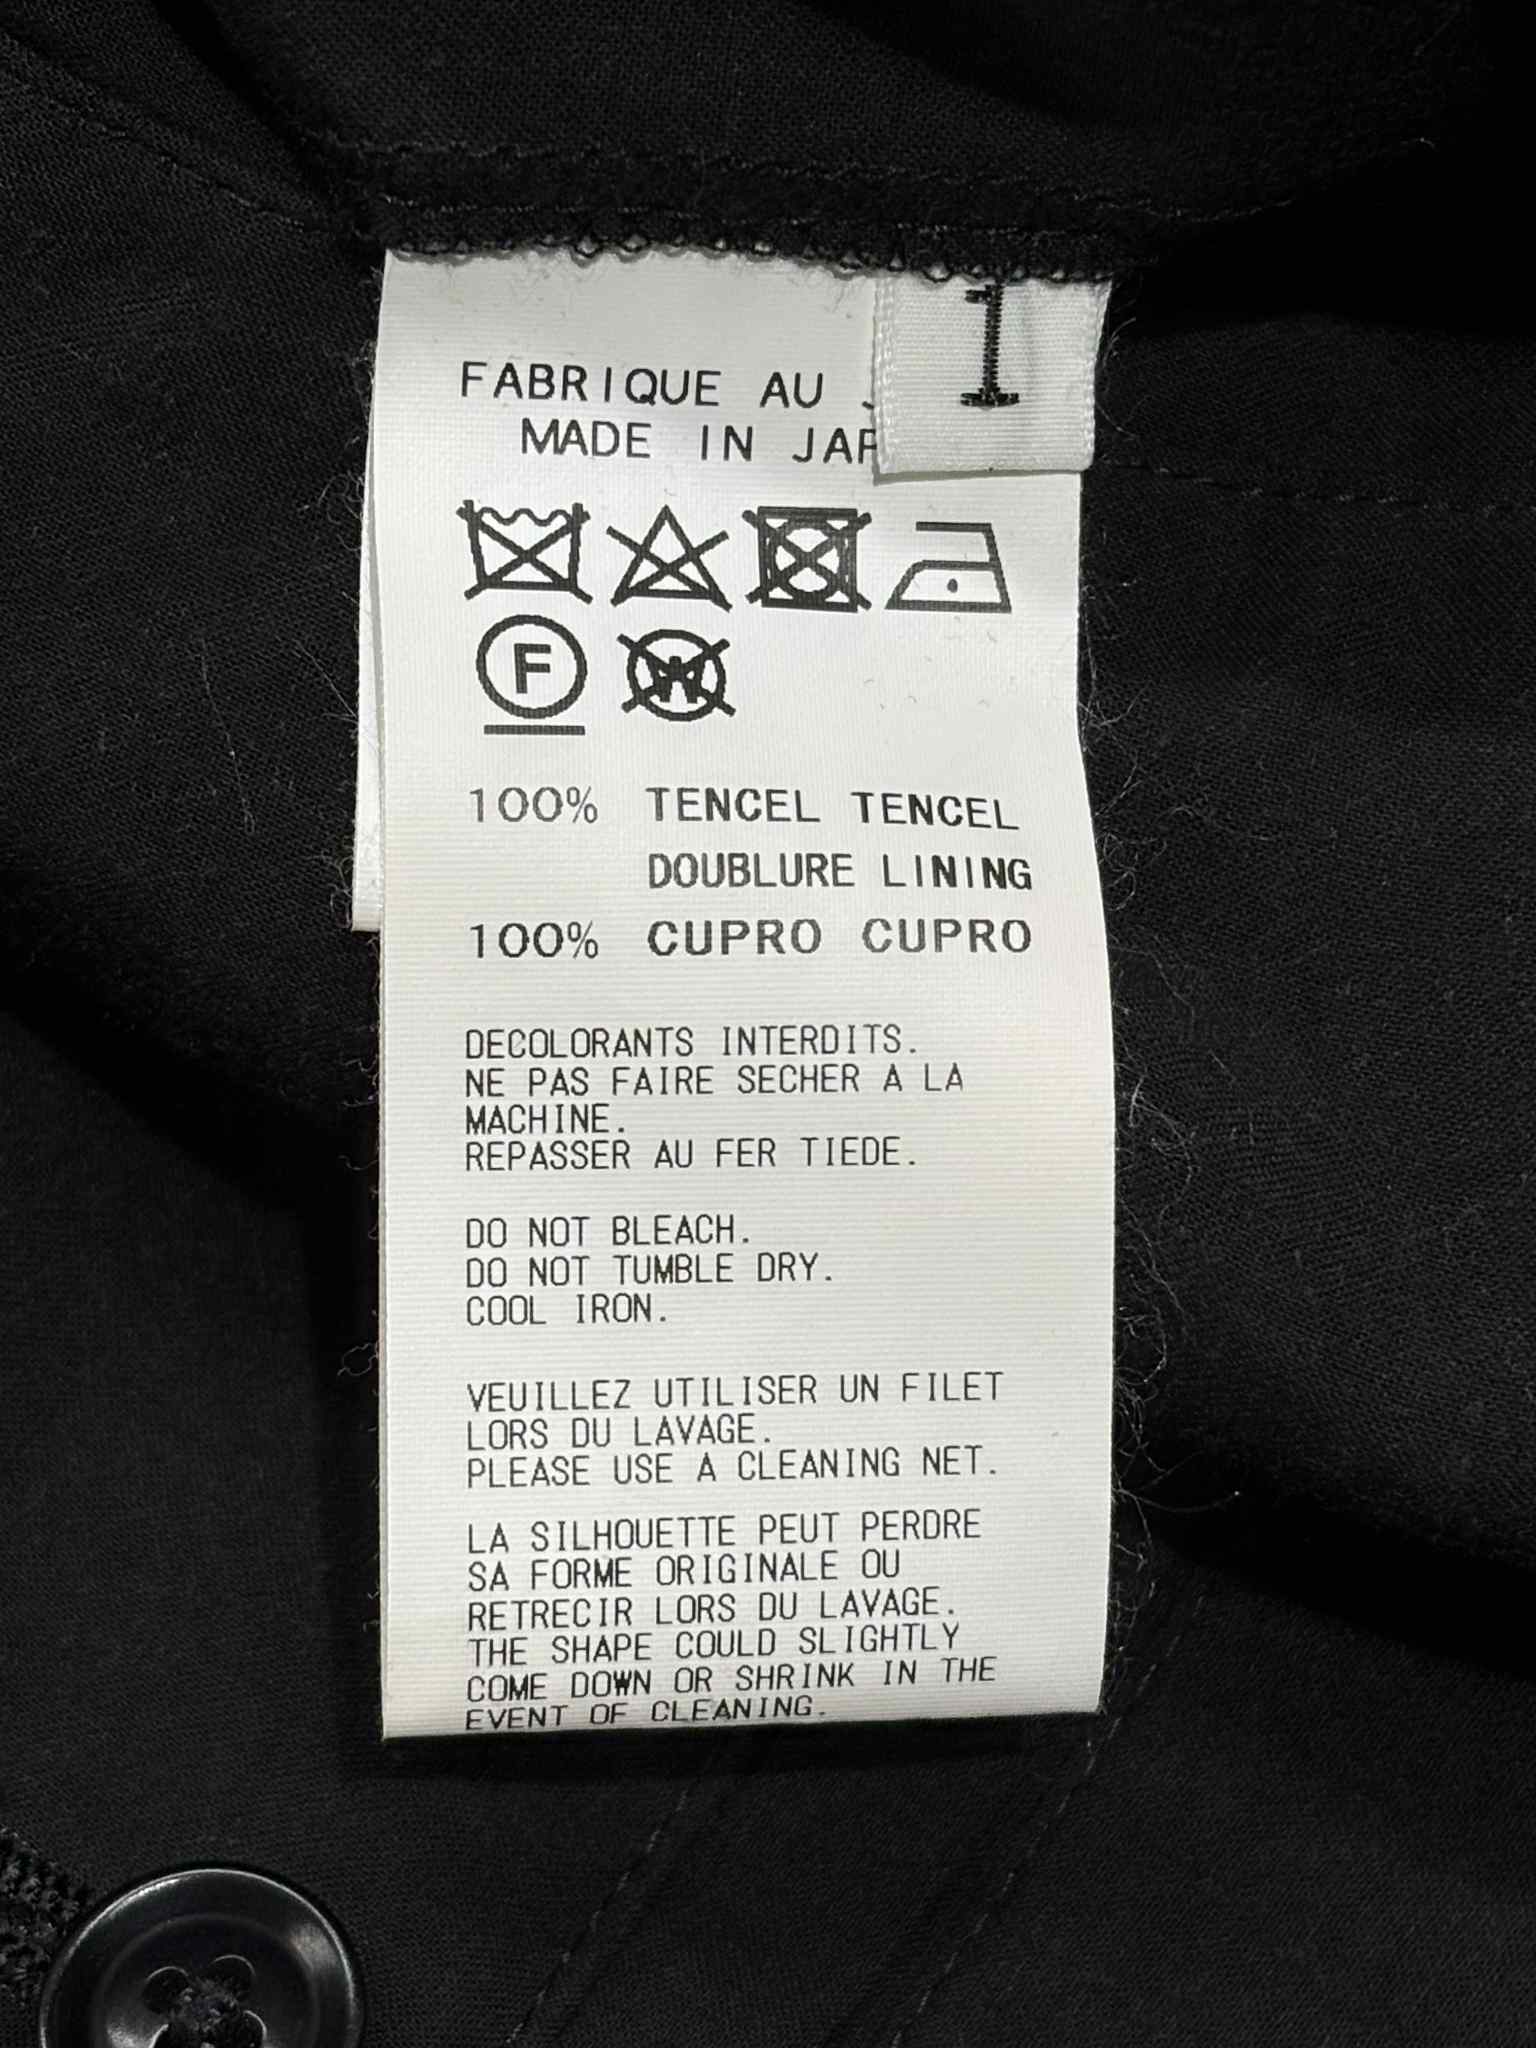 1
FABRIQUE AU
MADE IN JAP
F W
100% TENCEL TENCEL
DOUBLURE LINING
100% CUPRO CUPRO
DECOLORANTS INTERDITS.
NE PAS FAIRE SECHER A LA
MACHINE.
REPASSER AU FER TIEDE.
DO NOT BLEACH.
DO NOT TUMBLE DRY.
COOL IRON.
VEUILLEZ UTILISER UN FILET
LORS DU LAVAGE.
PLEASE USE A CLEANING NET.
LA SILHOUETTE PEUT PERDRE
SA FORME ORIGINALE OU
RETRECIR LORS DU LAVAGE.
THE SHAPE COULD SLIGHTLY
COME DOWN OR SHRINK IN THE
EVENT OF CLEANING.